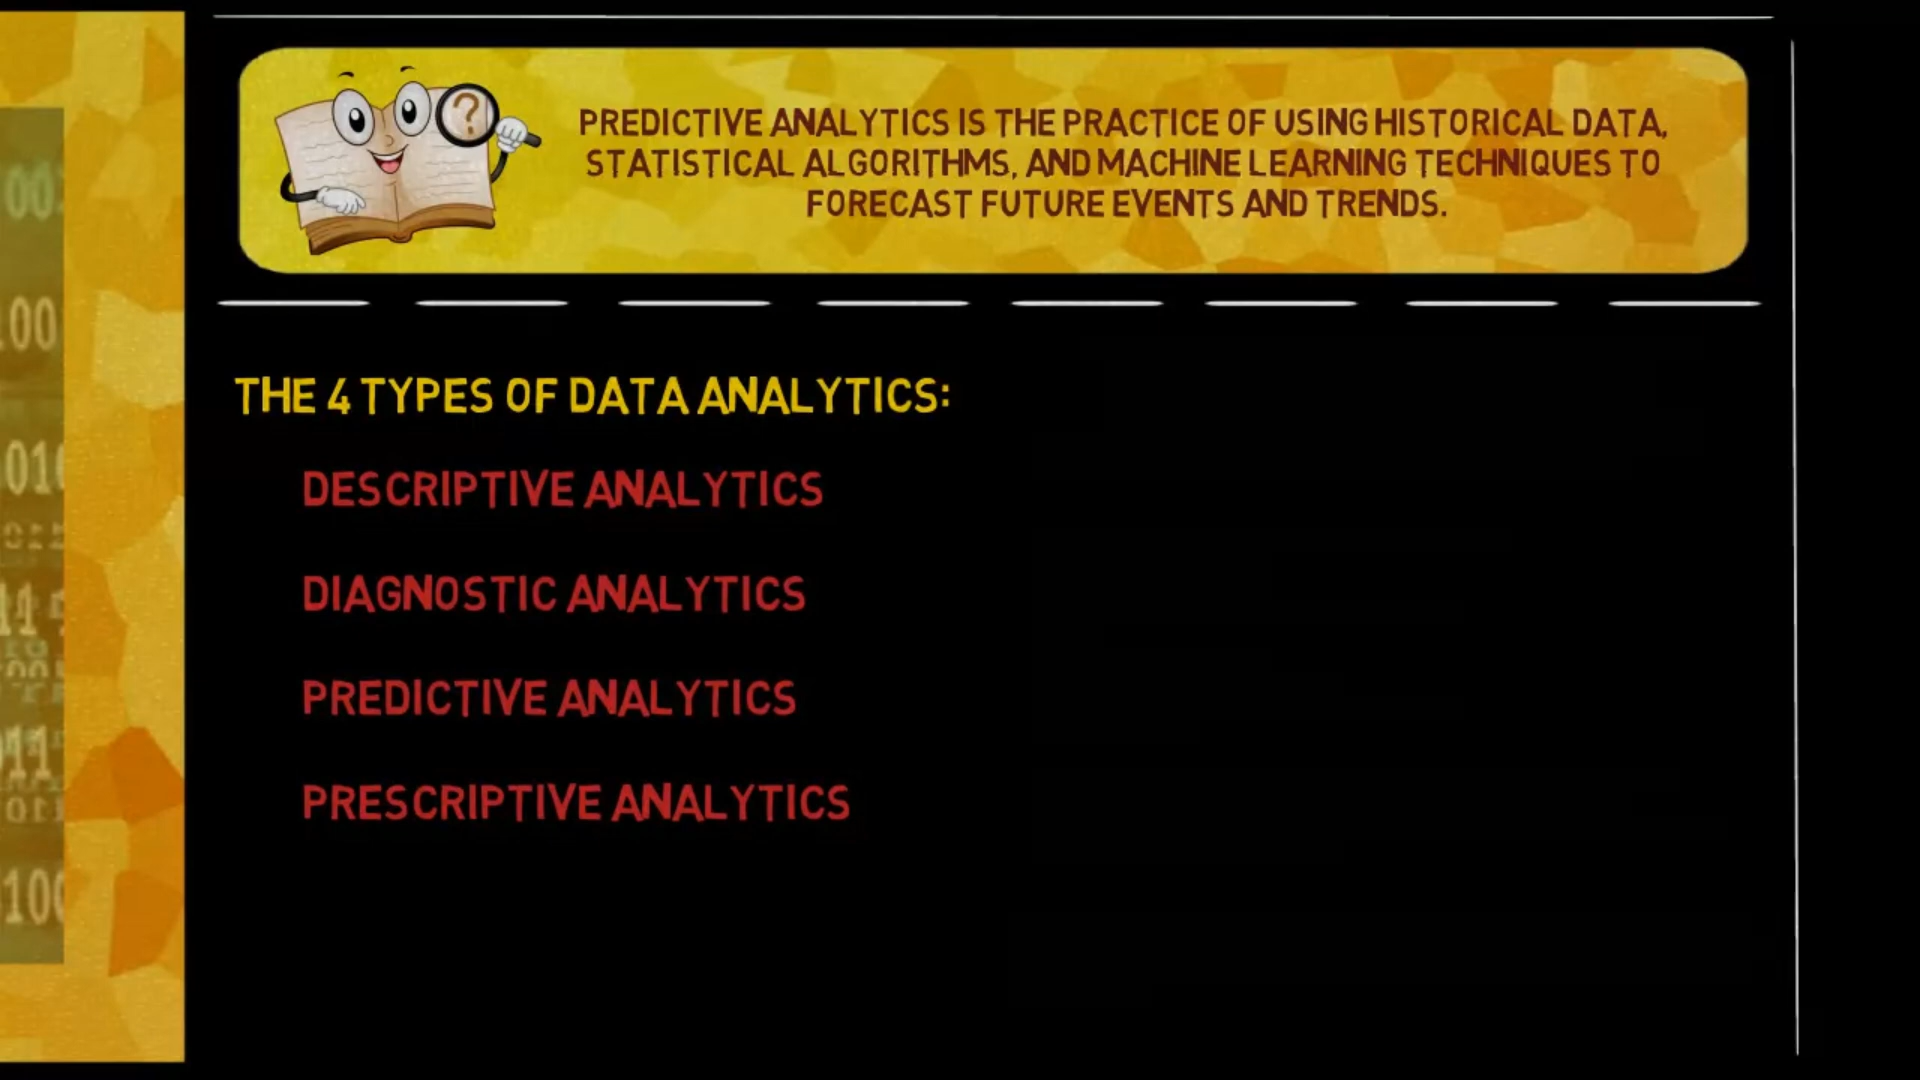 PREDICTIVE ANALYTICS IS THE PRACTICE OF USING HISTORICAL DATA,
STATISTICAL ALGORITHMS, AND MACHINE LEARNING TECHNIQUES TO
FORECAST FUTURE EVENTS AND TRENDS.
THE 4 TYPES OF DATA ANALYTICS:
DESCRIPTIVE ANALYTICS
DIAGNOSTIC ANALYTICS
PREDICTIVE ANALYTICS
PRESCRIPTIVE ANALYTICS